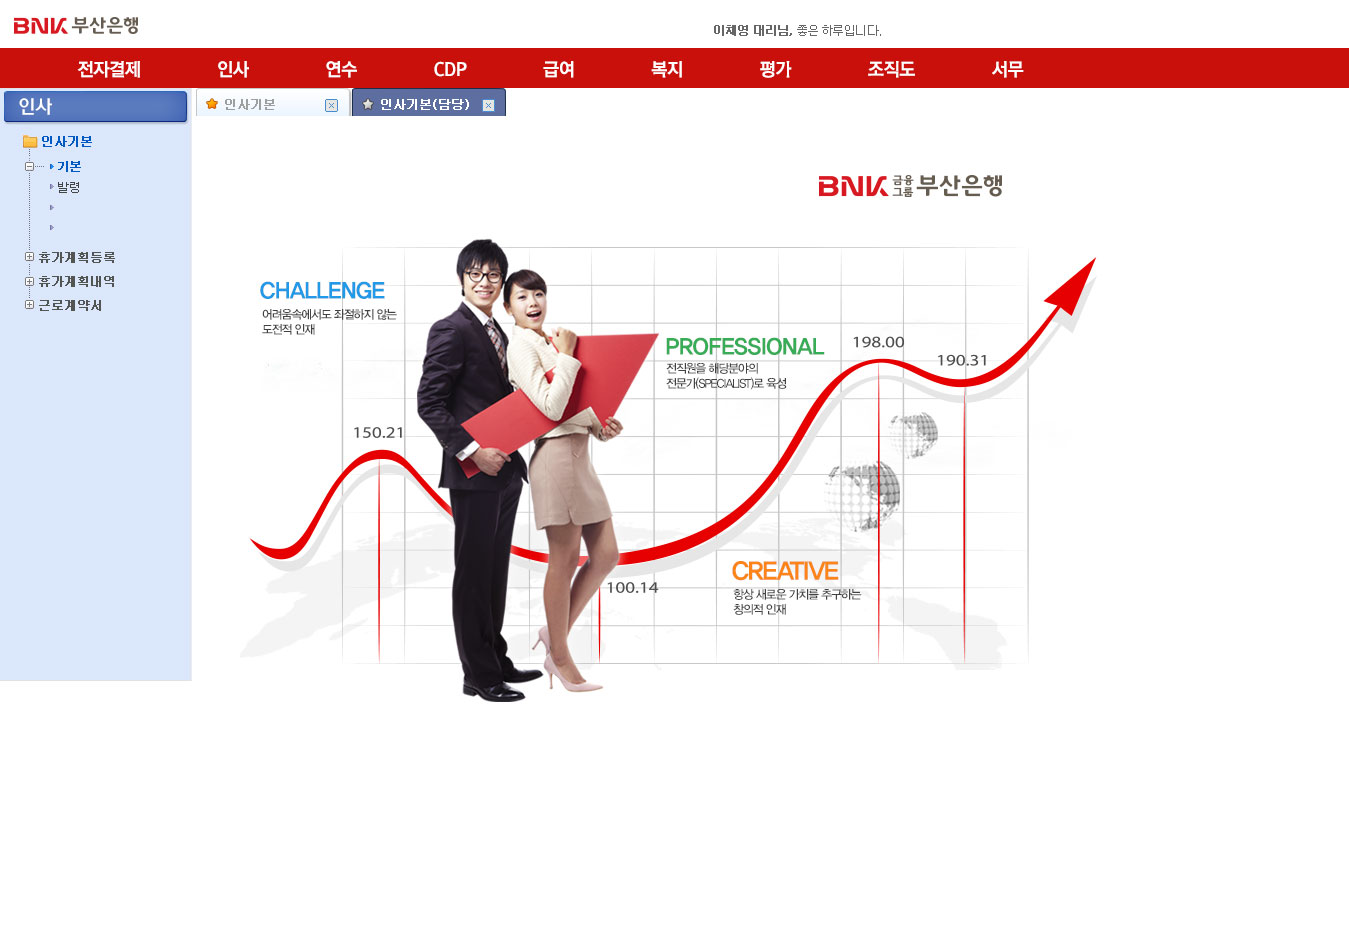 BNK 부산은행
이채영 대리님, 좋은 하루입니다.
전자결제 인사 연수 CDP 급여 복지 평가 조직도 서무
인사
인사기본
인사기본(담당)
인사기본
기본
발령
휴가계획등록
휴가계획내역
근로계약서
BNK 금융그룹 부산은행
CHALLENGE
어려움속에서도 좌절하지 않는
도전적 인재
PROFESSIONAL
전직원을 해당분야의
전문가(SPECIALIST)로 육성
198.00
190.31
150.21
100.14
CREATIVE
항상 새로운 가치를 추구하는
창의적 인재